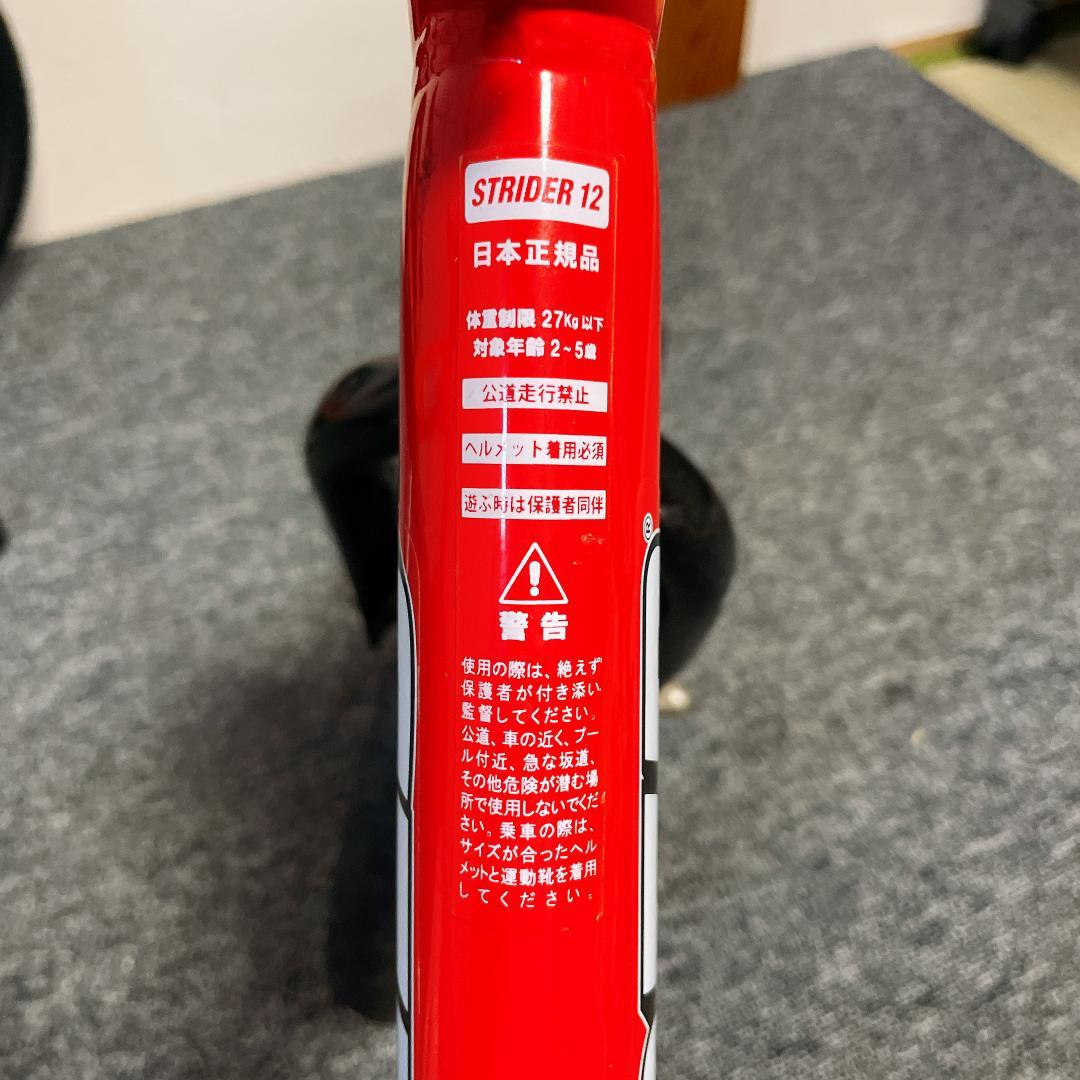 STRIDER 12
日本正規品
体重制限 27Kg 以下
対象年齢 2~5歳
公道走行禁止
ヘルメット着用必須
遊ぶ時は保護者同伴
®
警告
使用の際は、絶えず
保護者が付き添い
監督してください。
公道、車の近く、プー
ル付近、急な坂道、
その他危険が潜む場
所で使用しないでくだ
さい。乗車の際は、
サイズが合ったヘル
メットと運動靴を着用
してください。